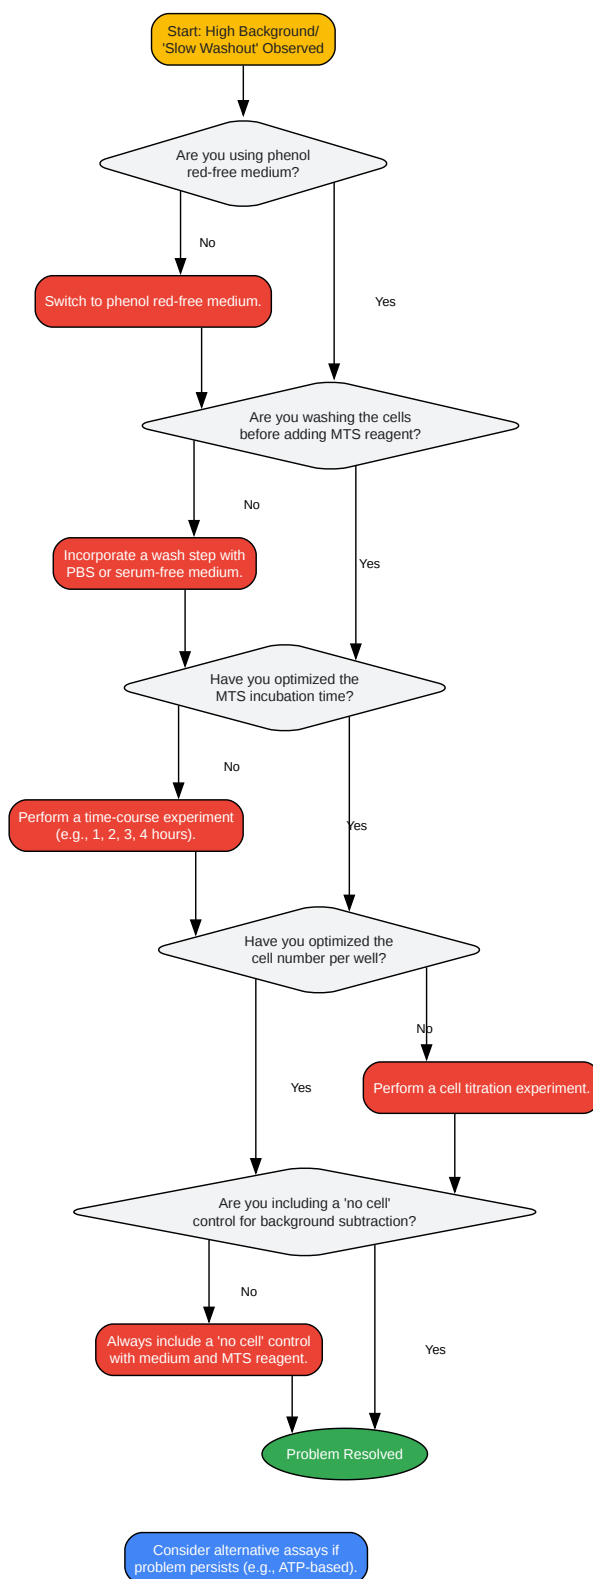 Start: High Background/
'Slow Washout' Observed
Are you using phenol
red-free medium?
No
Switch to phenol red-free medium.
Yes
Are you washing the cells
before adding MTS reagent?
No
Incorporate a wash step with
PBS or serum-free medium.
Yes
Have you optimized the
MTS incubation time?
No
Perform a time-course experiment
(e.g., 1, 2, 3, 4 hours).
Yes
Have you optimized the
cell number per well?
No
Yes
Perform a cell titration experiment.
Are you including a 'no cell'
control for background subtraction?
No
Always include a 'no cell' control
with medium and MTS reagent.
Yes
Problem Resolved
Consider alternative assays if
problem persists (e.g., ATP-based).